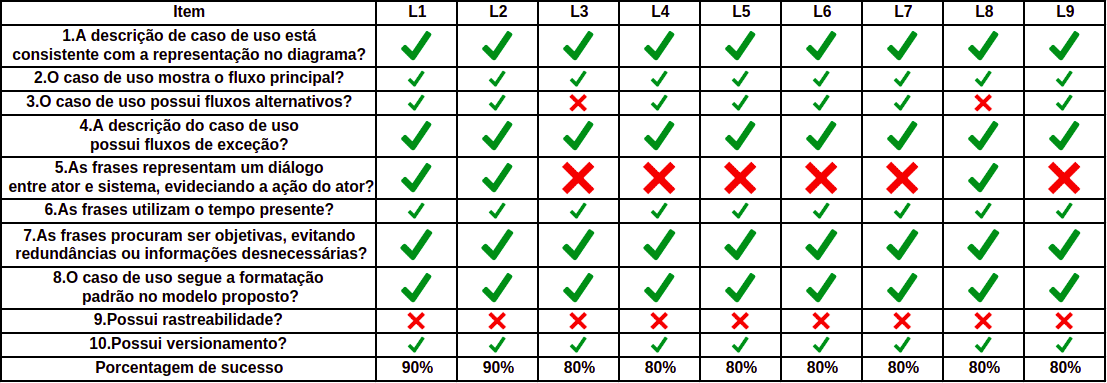 Item L1 L2 L3 L4 L5 L6 L7 L8 L9
1.A descrição de caso de uso está
consistente com a representação no diagrama?
2.O caso de uso mostra o fluxo principal?
3.O caso de uso possui fluxos alternativos?
4.A descrição do caso de uso
possui fluxos de exceção?
5.As frases representam um diálogo
entre ator e sistema, evideciando a ação do ator?
6.As frases utilizam o tempo presente?
7.As frases procuram ser objetivas, evitando
redundâncias ou informações desnecessárias?
8.O caso de uso segue a formatação
padrão no modelo proposto?
9.Possui rastreabilidade?
10.Possui versionamento?
Porcentagem de sucesso 90% 90% 80% 80% 80% 80% 80% 80% 80%